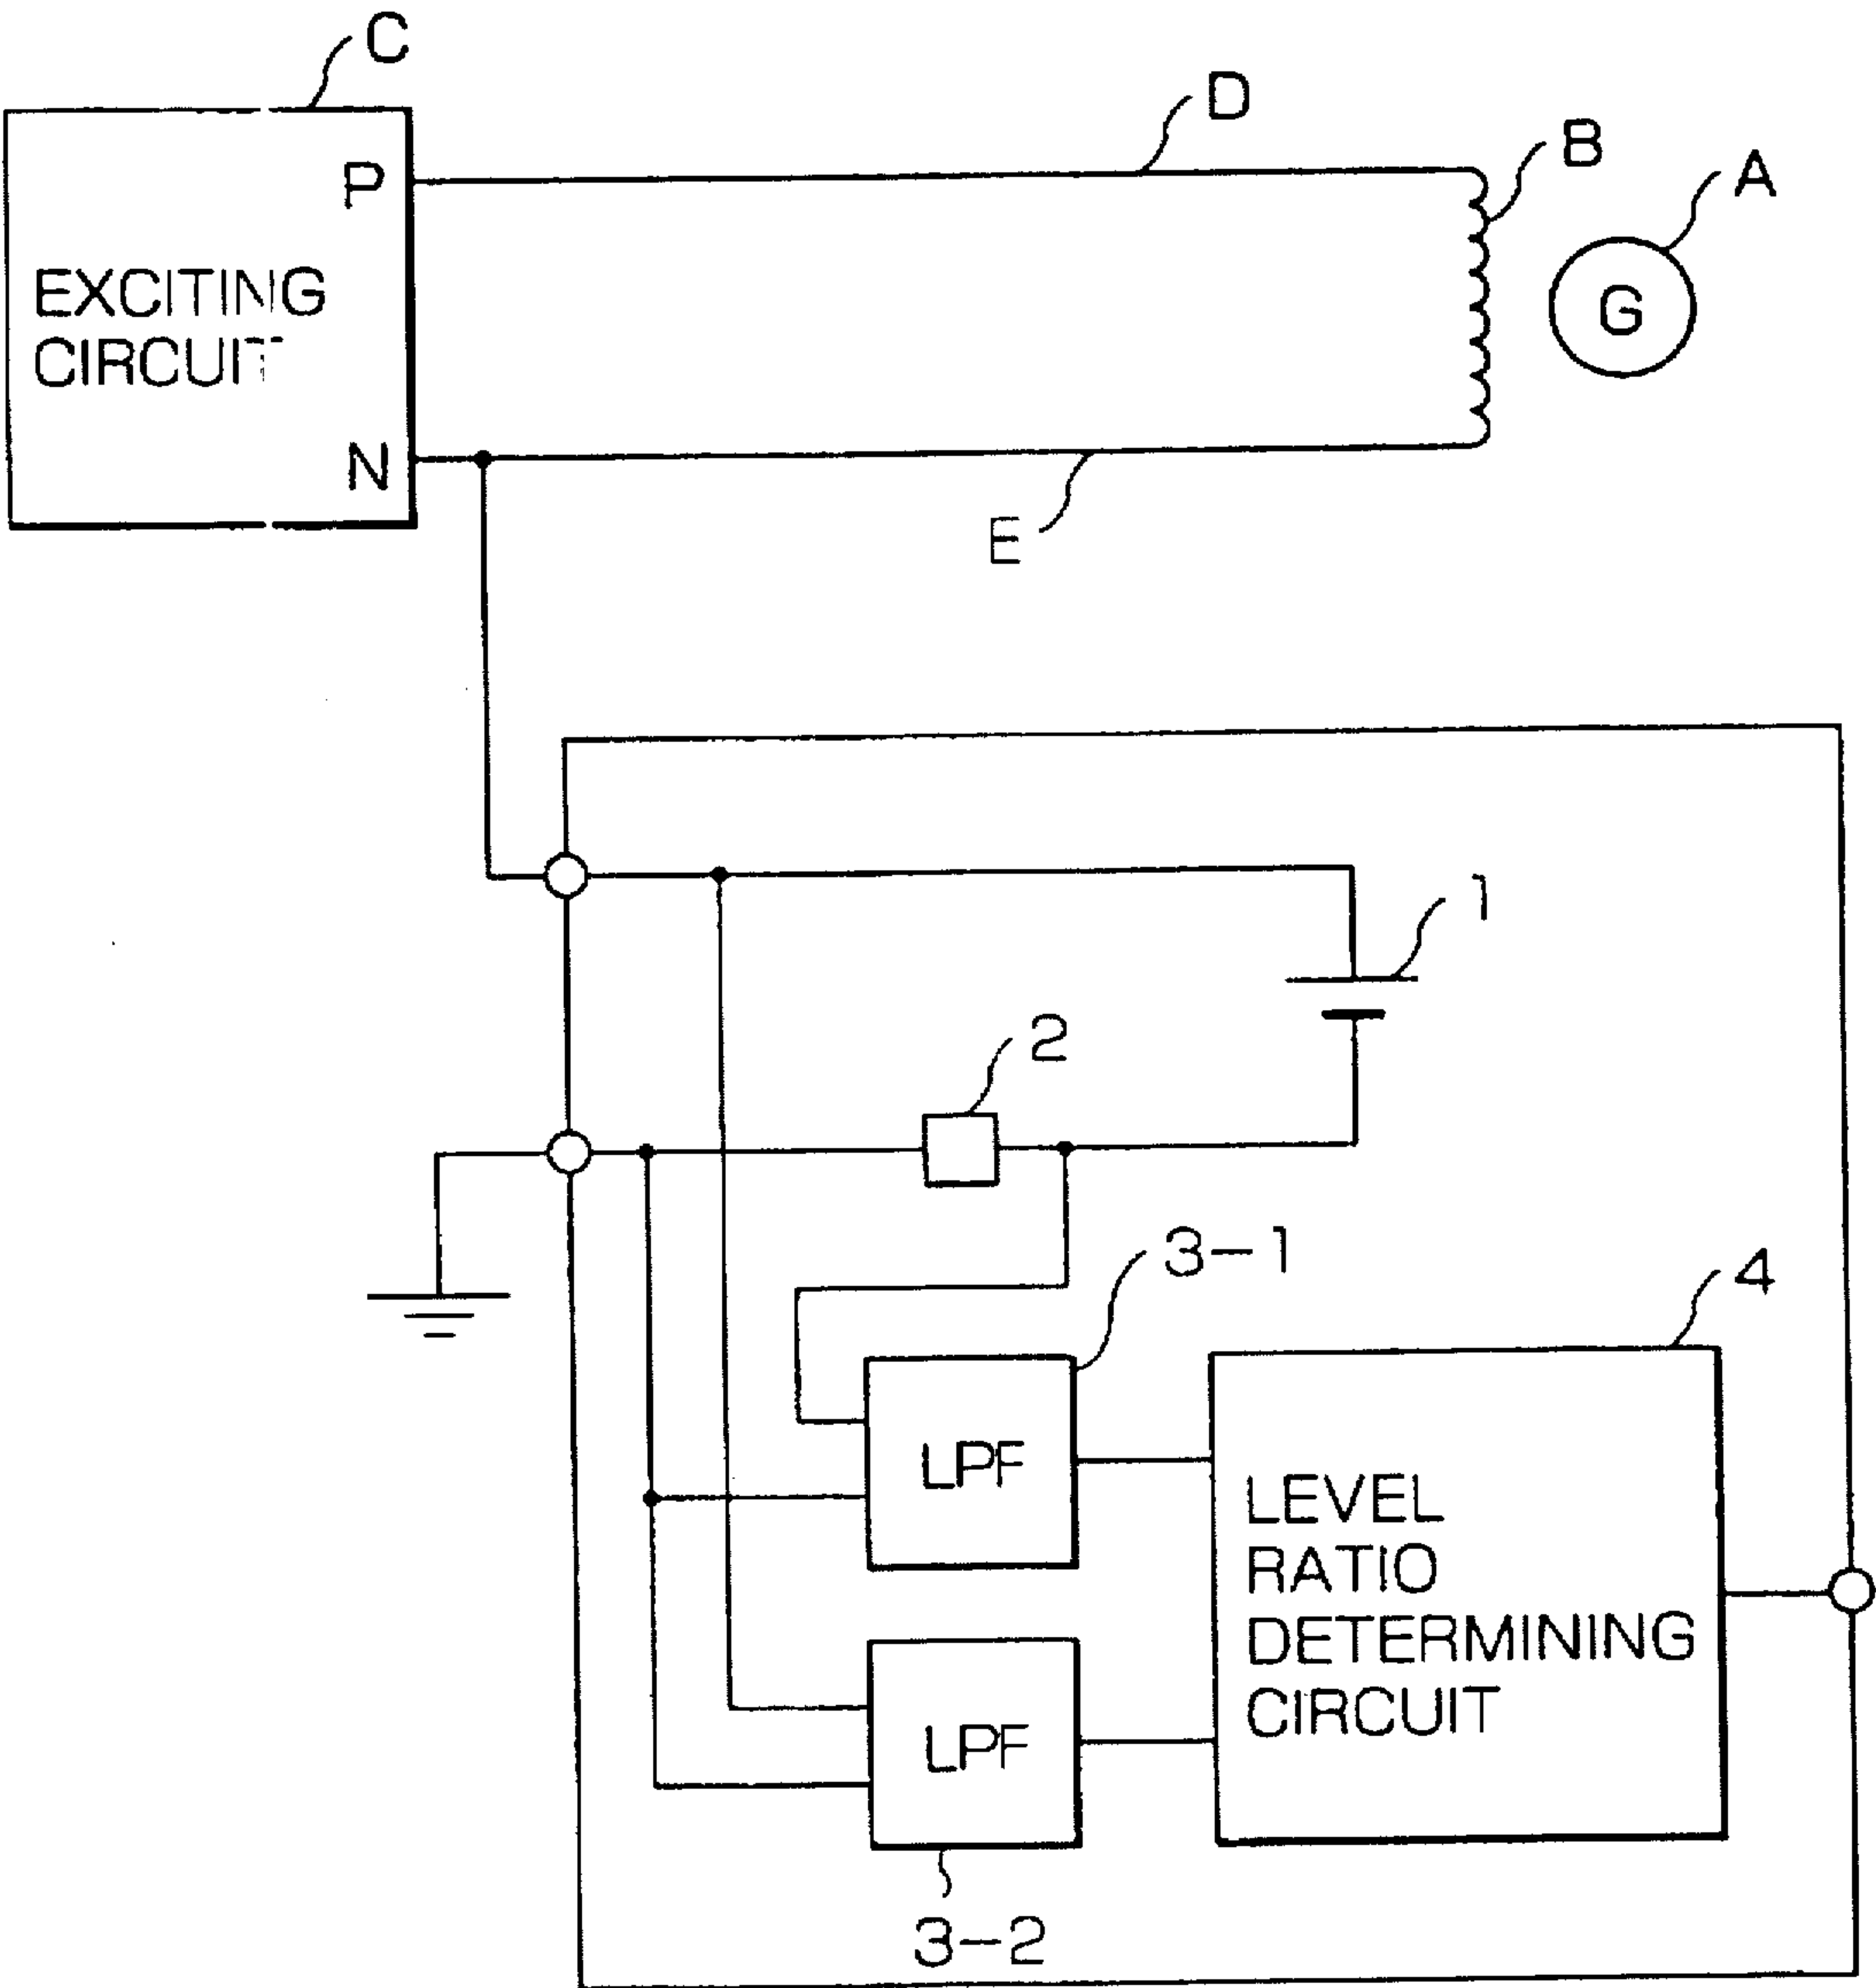 C
D
B
A
P
EXCITING
CIRCUIT
G
N
E
1
2
3-1
4
LPF
LEVEL
RATIO
DETERMINING
CIRCUIT
LPF
3-2